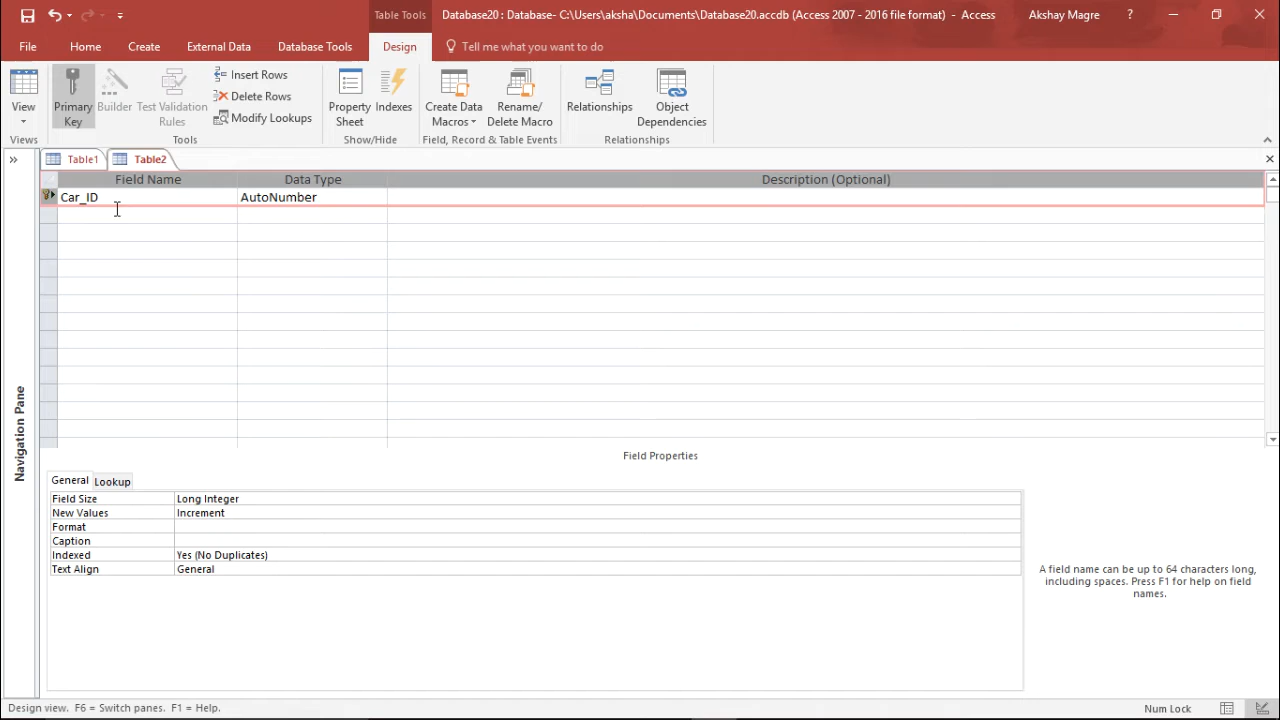 Table Tools
Database20 : Database- C:\Users\aksha\Documents\Database20.accdb (Access 2007 - 2016 file format) - Access
Akshay Magre
?
File
Home
Create
External Data
Database Tools
Design
Tell me what you want to do
View
Primary Key
Builder
Test Validation Rules
Insert Rows
Delete Rows
Modify Lookups
Property Sheet
Indexes
Create Data Macros
Rename/ Delete Macro
Relationships
Object Dependencies
Views
Tools
Show/Hide
Field, Record & Table Events
Relationships
Table1
Table2
Field Name
Data Type
Description (Optional)
Car_ID
AutoNumber
Navigation Pane
Field Properties
General
Lookup
Field Size
Long Integer
New Values
Increment
Format
Caption
Indexed
Yes (No Duplicates)
Text Align
General
A field name can be up to 64 characters long,
including spaces. Press F1 for help on field
names.
Design view.  F6 = Switch panes.  F1 = Help.
Num Lock